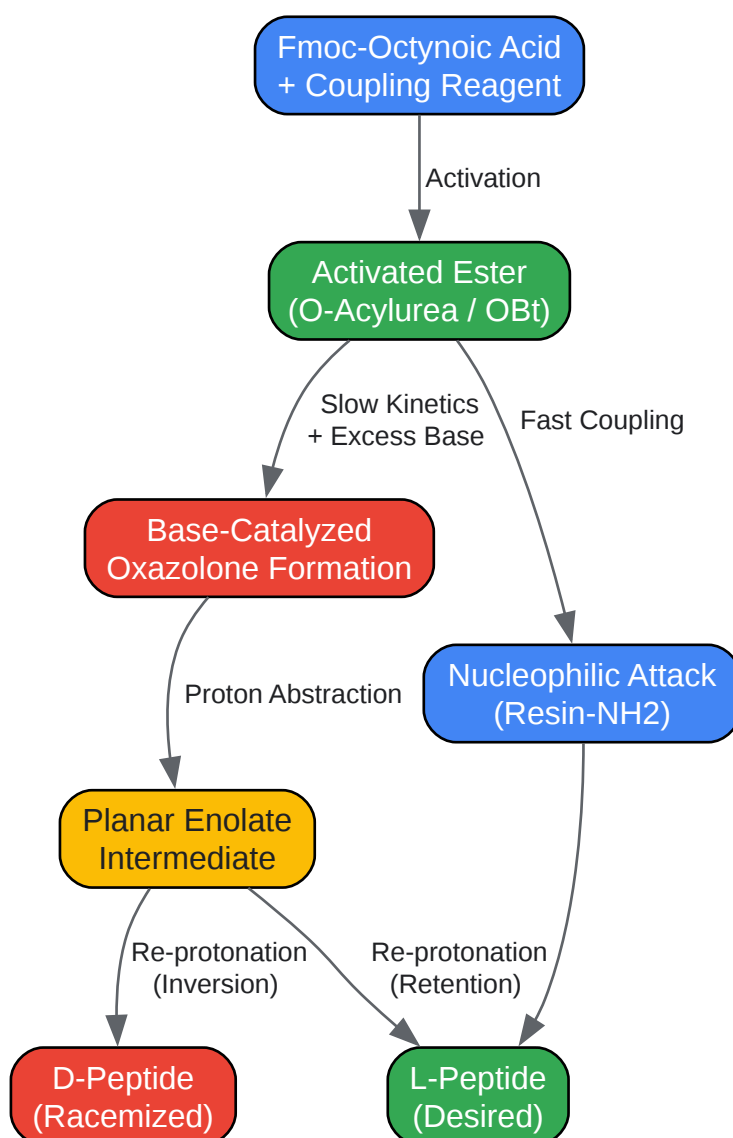 Fmoc-Octynoic Acid
+ Coupling Reagent
Activation
Activated Ester
(O-Acylurea / OBt)
Slow Kinetics
+ Excess Base
Fast Coupling
Base-Catalyzed
Oxazolone Formation
Nucleophilic Attack
(Resin-NH2)
Proton Abstraction
Planar Enolate
Intermediate
Re-protonation
(Inversion)
Re-protonation
(Retention)
D-Peptide
(Racemized)
L-Peptide
(Desired)